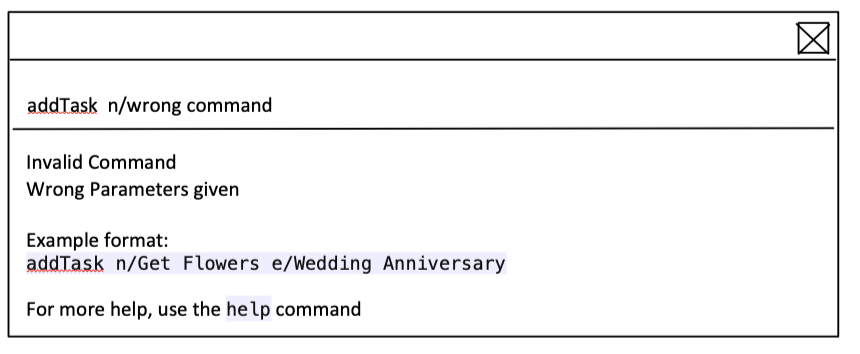 addTask n/wrong command
Invalid Command
Wrong Parameters given
Example format:
addTask n/Get Flowers e/Wedding Anniversary
For more help, use the help command